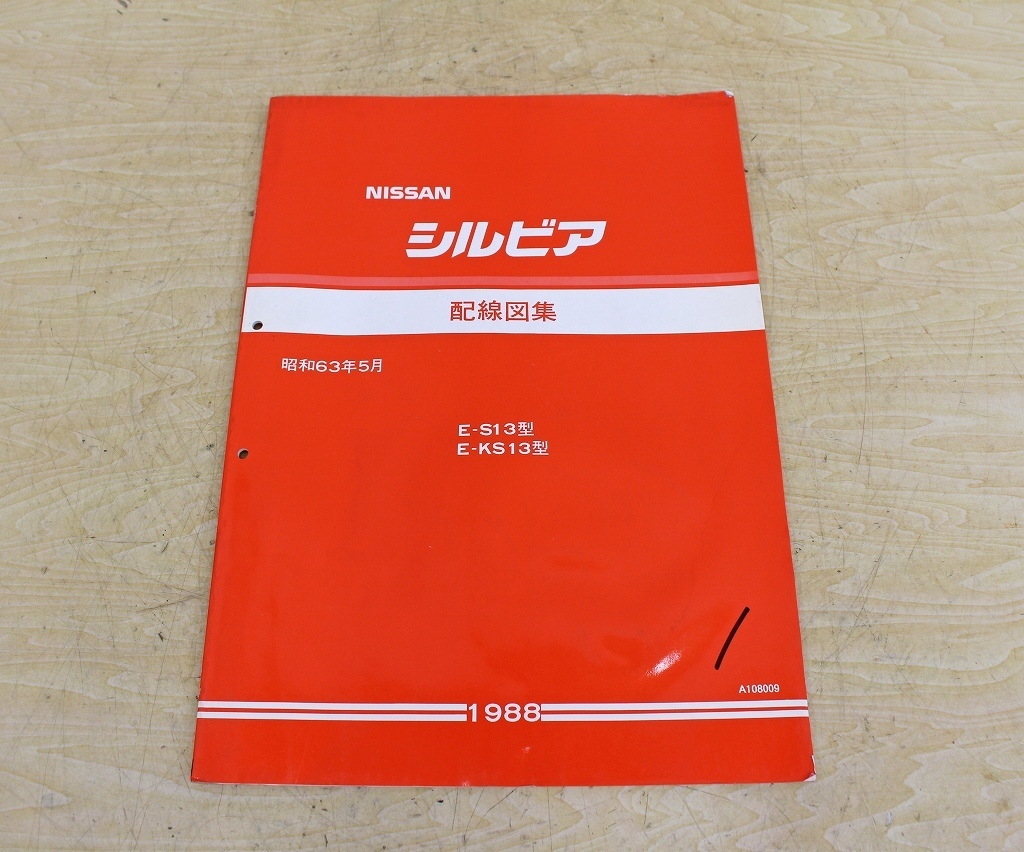 NISSAN
シルビア
配線図集
昭和63年5月
E-S13型
E-KS13型
A108009
1988